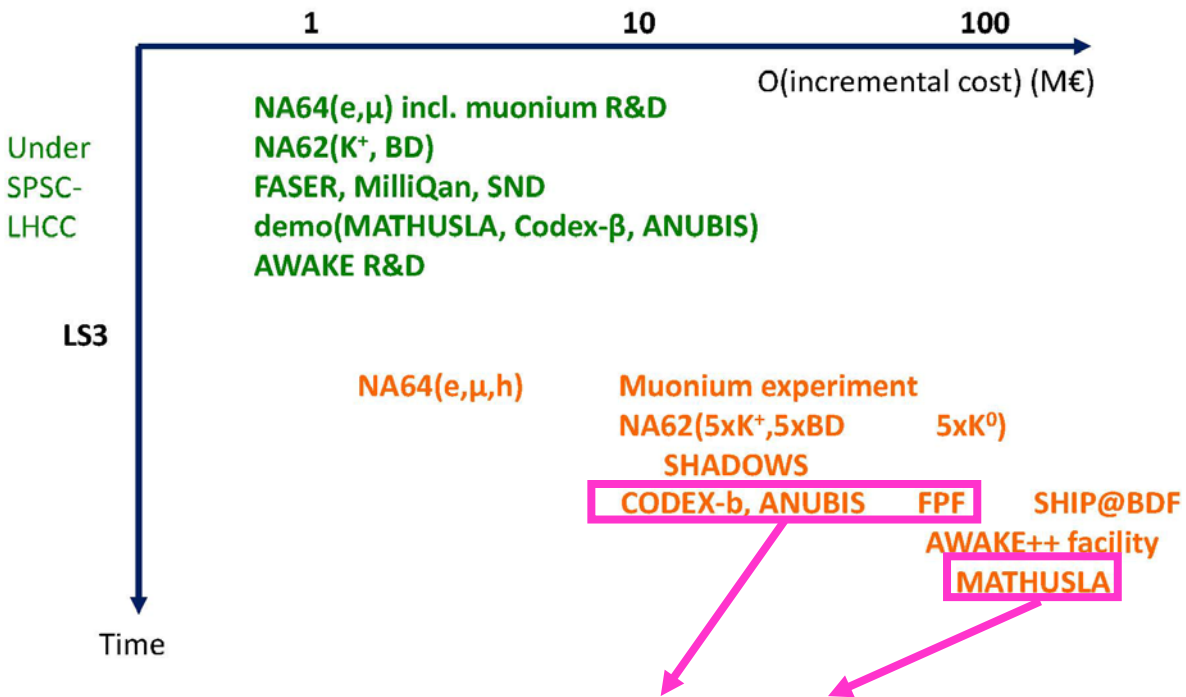 1 10 100
O(incremental cost) (M€)
NA64(e,μ) incl. muonium R&D
Under NA62(K⁺, BD)
SPSC- FASER, MilliQan, SND
LHCC demo(MATHUSLA, Codex-β, ANUBIS)
AWAKE R&D
LS3
NA64(e,μ,h) Muonium experiment
NA62(5xK⁺,5xBD 5xK⁰)
SHADOWS
CODEX-b, ANUBIS FPF SHIP@BDF
AWAKE++ facility
MATHUSLA
Time